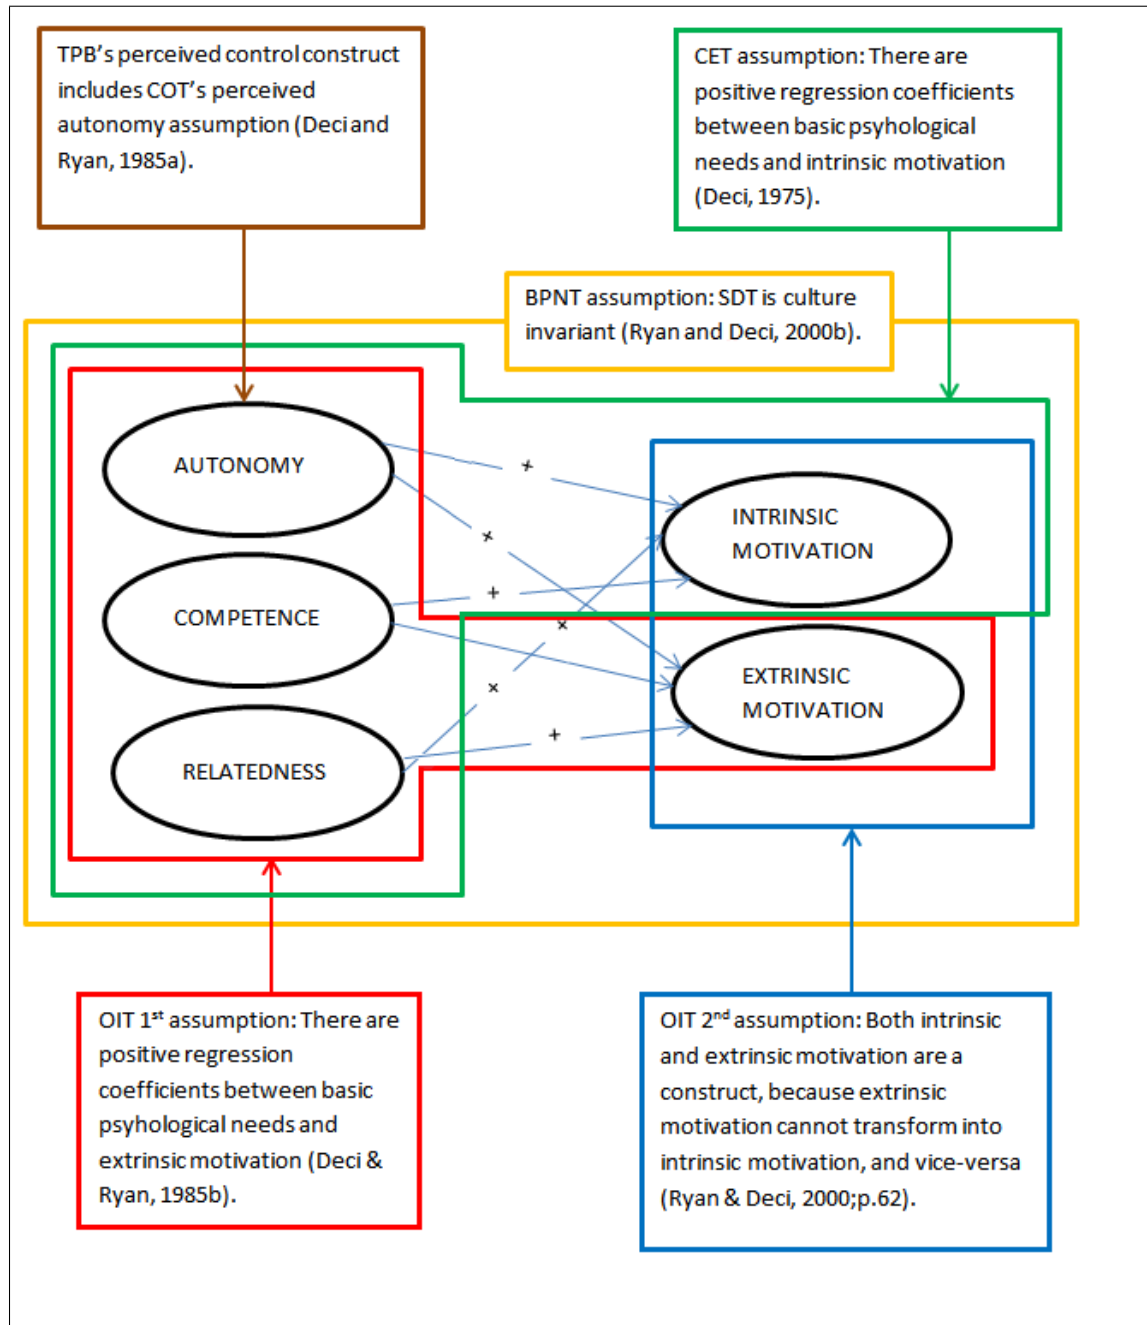 TPB's perceived control construct
includes COT's perceived
autonomy assumption (Deci and
Ryan, 1985a).
CET assumption: There are
positive regression coefficients
between basic psyhological
needs and intrinsic motivation
(Deci, 1975).
BPNT assumption: SDT is culture
invariant (Ryan and Deci, 2000b).
AUTONOMY
+
INTRINSIC
MOTIVATION
+
COMPETENCE
+
+
EXTRINSIC
MOTIVATION
+
RELATEDNESS
+
OIT 1st assumption: There are
positive regression
coefficients between basic
psyhological needs and
extrinsic motivation (Deci &
Ryan, 1985b).
OIT 2nd assumption: Both intrinsic
and extrinsic motivation are a
construct, because extrinsic
motivation cannot transform into
intrinsic motivation, and vice-versa
(Ryan & Deci, 2000;p.62).